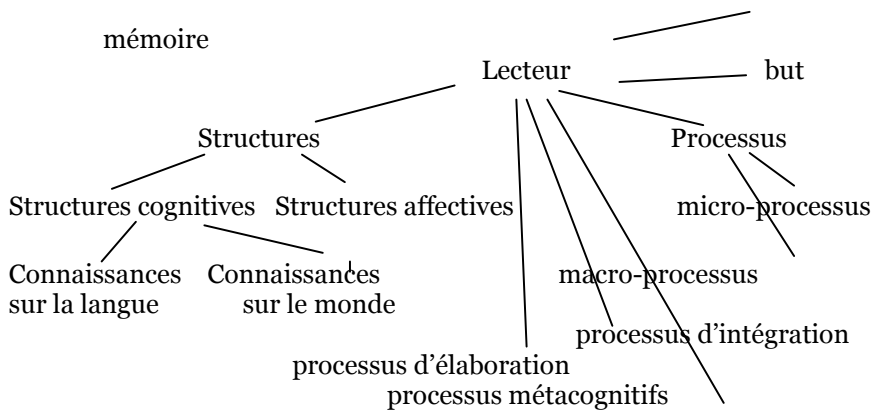 mémoire
Lecteur but
Structures Processus
Structures cognitives Structures affectives micro-processus
Connaissances Connaissances macro-processus
sur la langue sur le monde
processus d'intégration
processus d'élaboration
processus métacognitifs